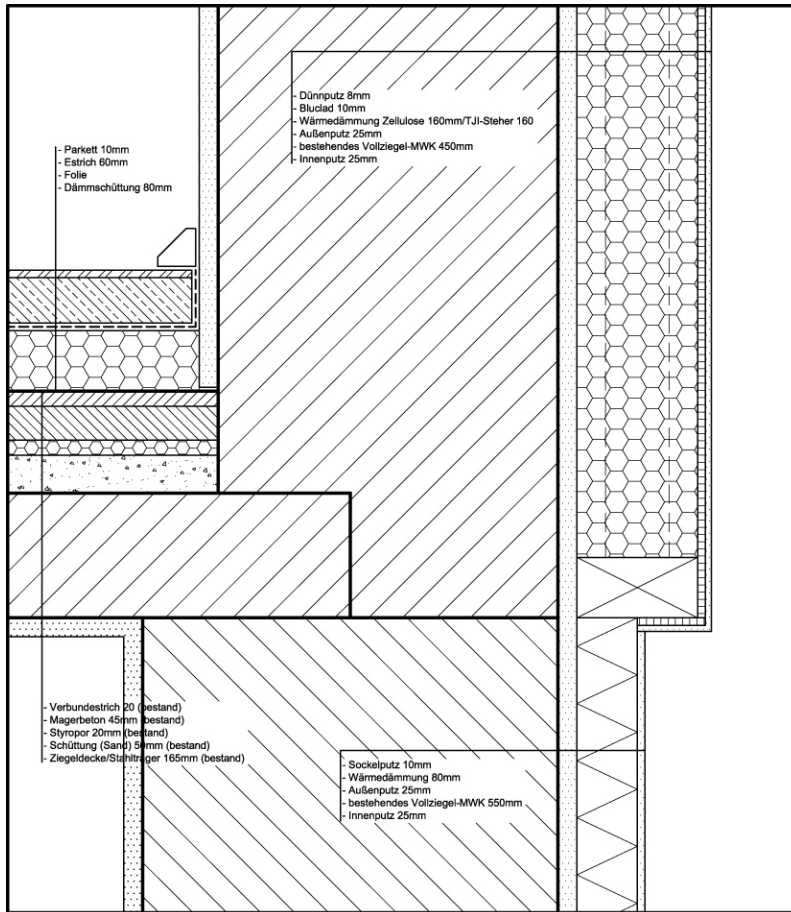 - Dünnputz 8mm
- Bluclad 10mm
- Wärmedämmung Zellulose 160mm/TJI-Steher 160
- Außenputz 25mm
- bestehendes Vollziegel-MWK 450mm
- Innenputz 25mm
- Parkett 10mm
- Estrich 60mm
- Folie
- Dämmschüttung 80mm
- Verbundestrich 20 (bestand)
- Magerbeton 45mm (bestand)
- Styropor 20mm (bestand)
- Schüttung (Sand) 50mm (bestand)
- Ziegeldecke/Stahlträger 165mm (bestand)
- Sockelputz 10mm
- Wärmedämmung 80mm
- Außenputz 25mm
- bestehendes Vollziegel-MWK 550mm
- Innenputz 25mm